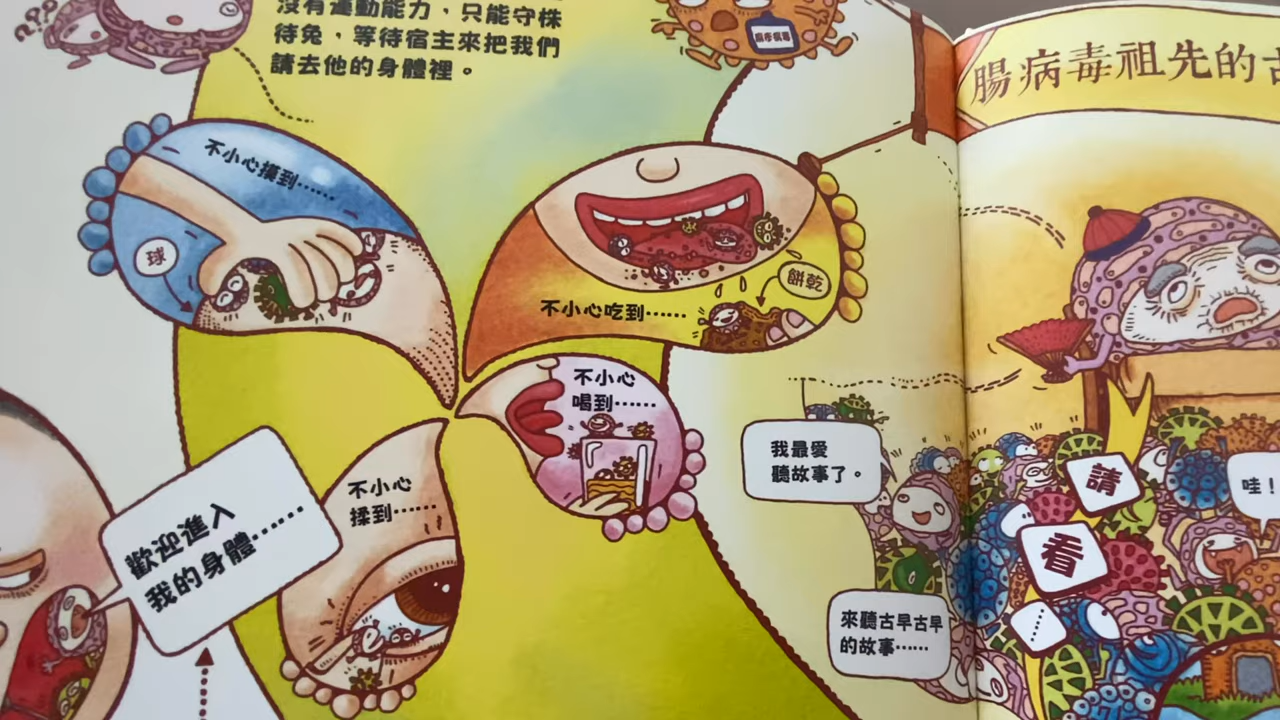 沒有運動能力，只能守株
待兔，等待宿主來把我們
請去他的身體裡。
不小心摸到……
球
不小心吃到……
餅乾
不小心
喝到……
不小心
揉到……
歡迎進入
我的身體……
腸病毒祖先的古
我最愛
聽故事了。
請
看
……
哇！
來聽古早古早
的故事……